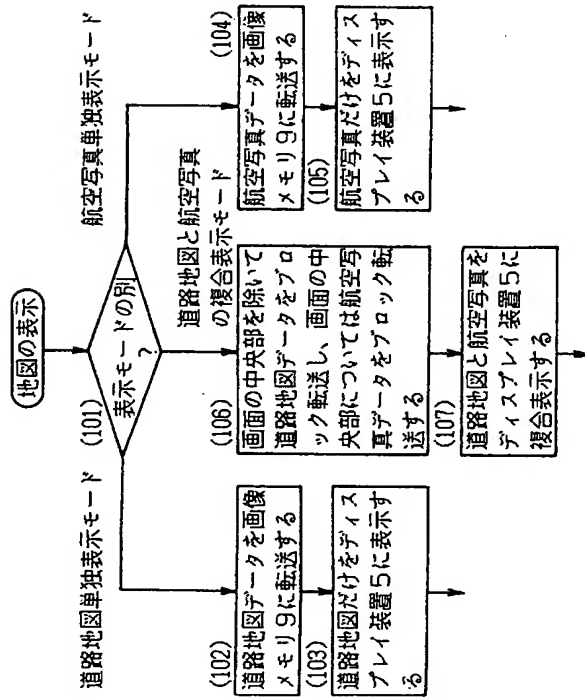 地図の表示
(101)
表示モードの別
?
道路地図単独表示モード
(102)
道路地図データを画像
メモリ9に転送する
(103)
道路地図だけをディス
プレイ装置5に表示す
る
道路地図と航空写真
の複合表示モード
(106)
画面の中央部を除いて
道路地図データをブロ
ック転送し、画面の中
央部については航空写
真データをブロック転
送する
(107)
道路地図と航空写真を
ディスプレイ装置5に
複合表示する
航空写真単独表示モード
(104)
航空写真データを画像
メモリ9に転送する
(105)
航空写真だけをディス
プレイ装置5に表示す
る